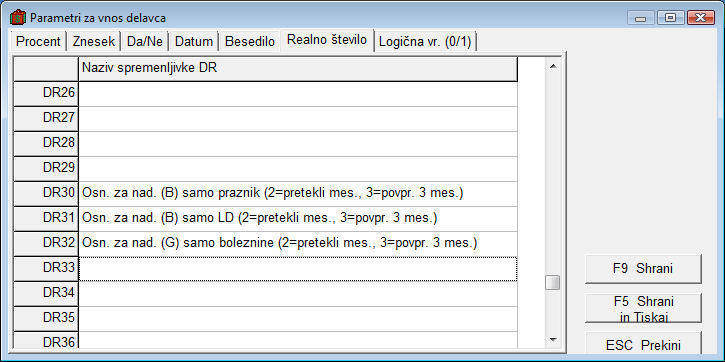 Parametri za vnos delavca
Procent Znesek Da/Ne Datum Besedilo Realno število Logična vr. (0/1)
Naziv spremenljivke DR
DR26
DR27
DR28
DR29
DR30 Osn. za nad. (B) samo praznik (2=pretekli mes., 3=povpr. 3 mes.)
DR31 Osn. za nad. (B) samo LD (2=pretekli mes., 3=povpr. 3 mes.)
DR32 Osn. za nad. (G) samo boleznine (2=pretekli mes., 3=povpr. 3 mes.)
DR33
DR34
DR35
DR36
F9 Shrani
F5 Shrani
in Tiskaj
ESC Prekini